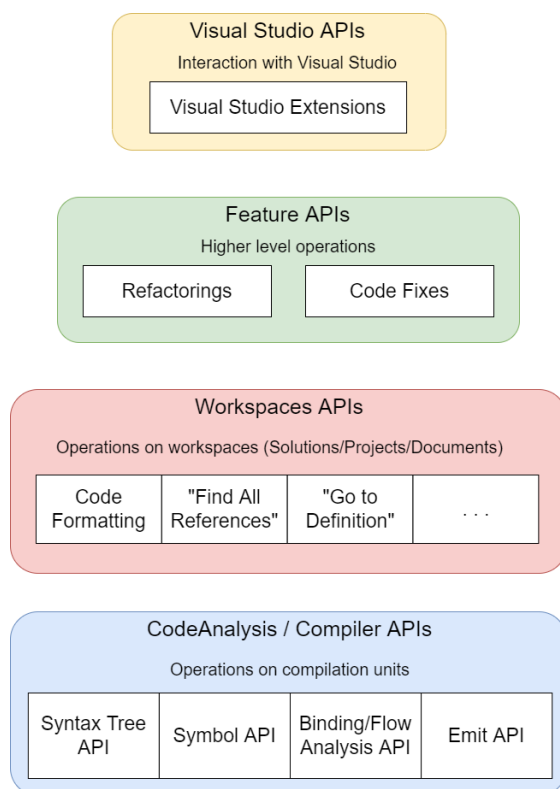 Visual Studio APIs
Interaction with Visual Studio
Visual Studio Extensions
Feature APIs
Higher level operations
Refactorings
Code Fixes
Workspaces APIs
Operations on workspaces (Solutions/Projects/Documents)
Code
Formatting
"Find All
References"
"Go to
Definition"
. . .
CodeAnalysis / Compiler APIs
Operations on compilation units
Syntax Tree
API
Symbol API
Binding/Flow
Analysis API
Emit API